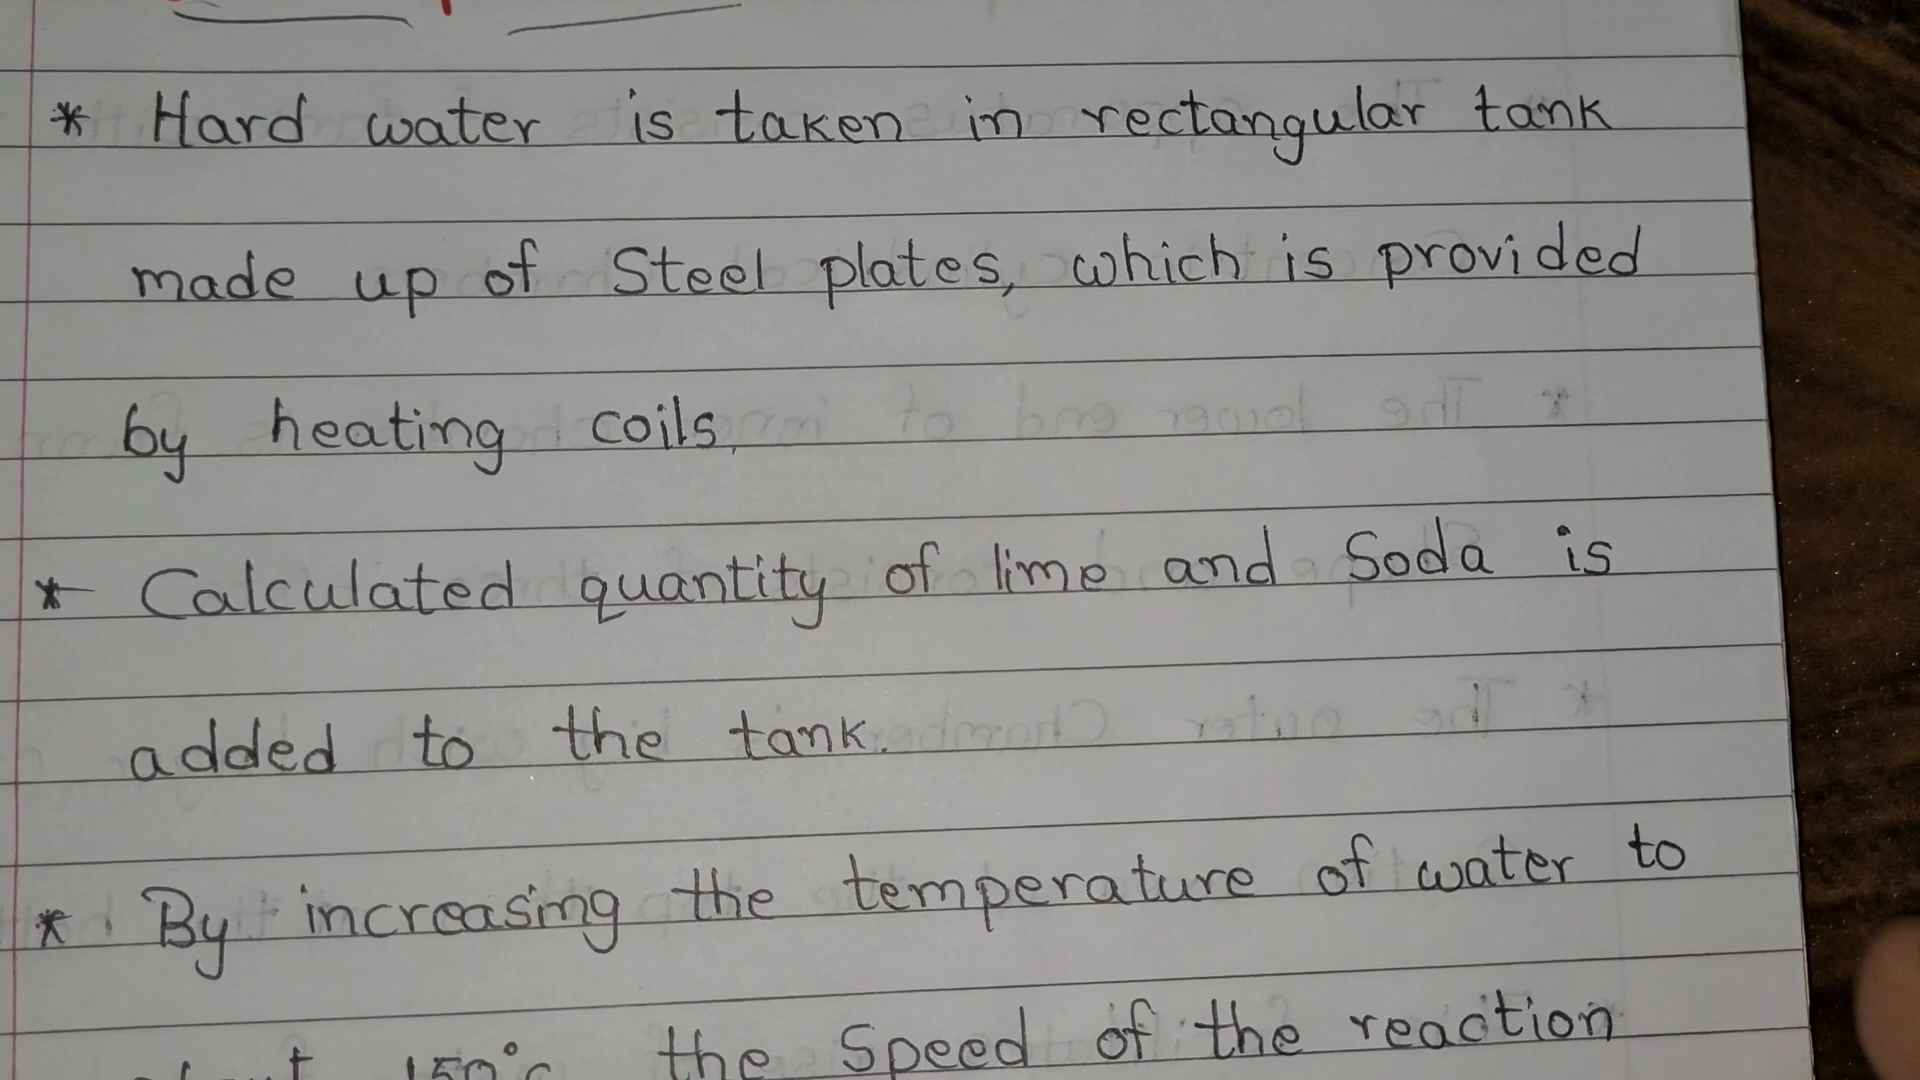 * Hard water is taken in rectangular tank
made up of Steel plates, which is provided
by heating coils.
* Calculated quantity of lime and Soda is
added to the tank.
* By increasing the temperature of water to
about 150°C the Speed of the reaction